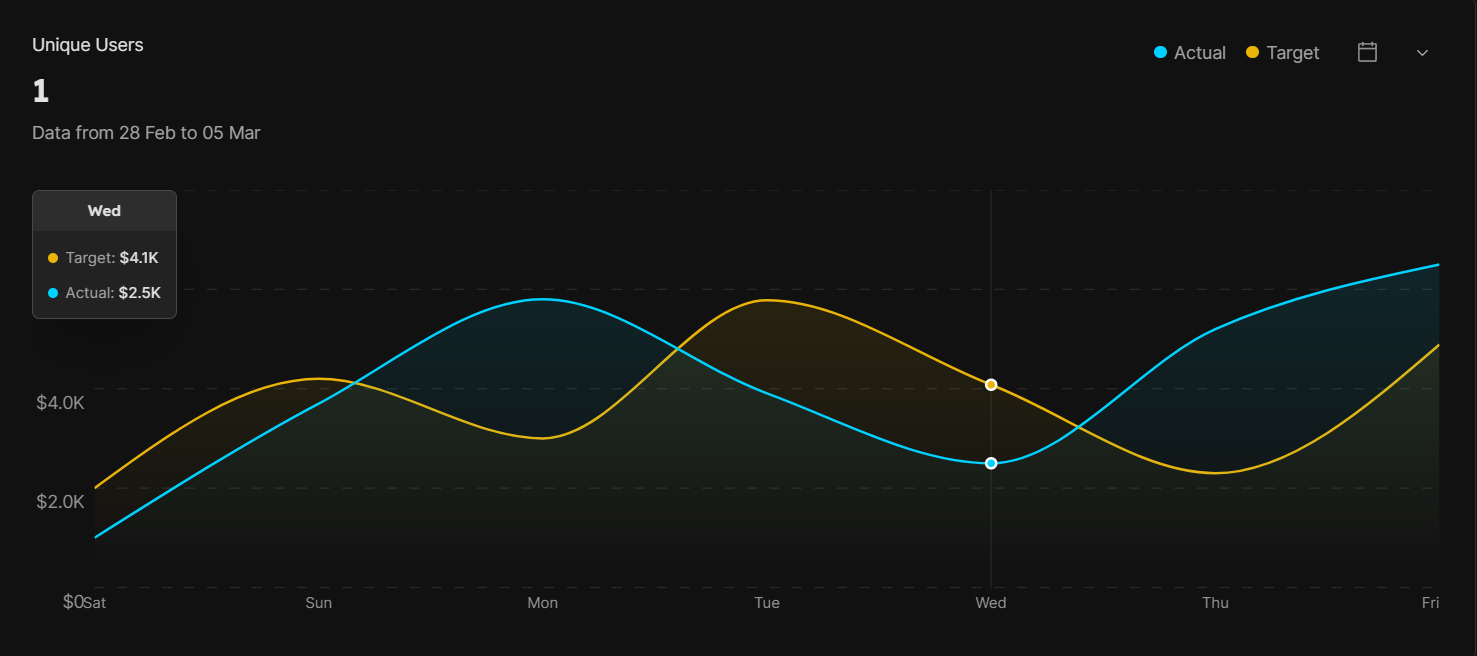 Unique Users
Actual Target
1
Data from 28 Feb to 05 Mar
Wed
Target: $4.1K
Actual: $2.5K
$4.0K
$2.0K
$0
Sat Sun Mon Tue Wed Thu Fri